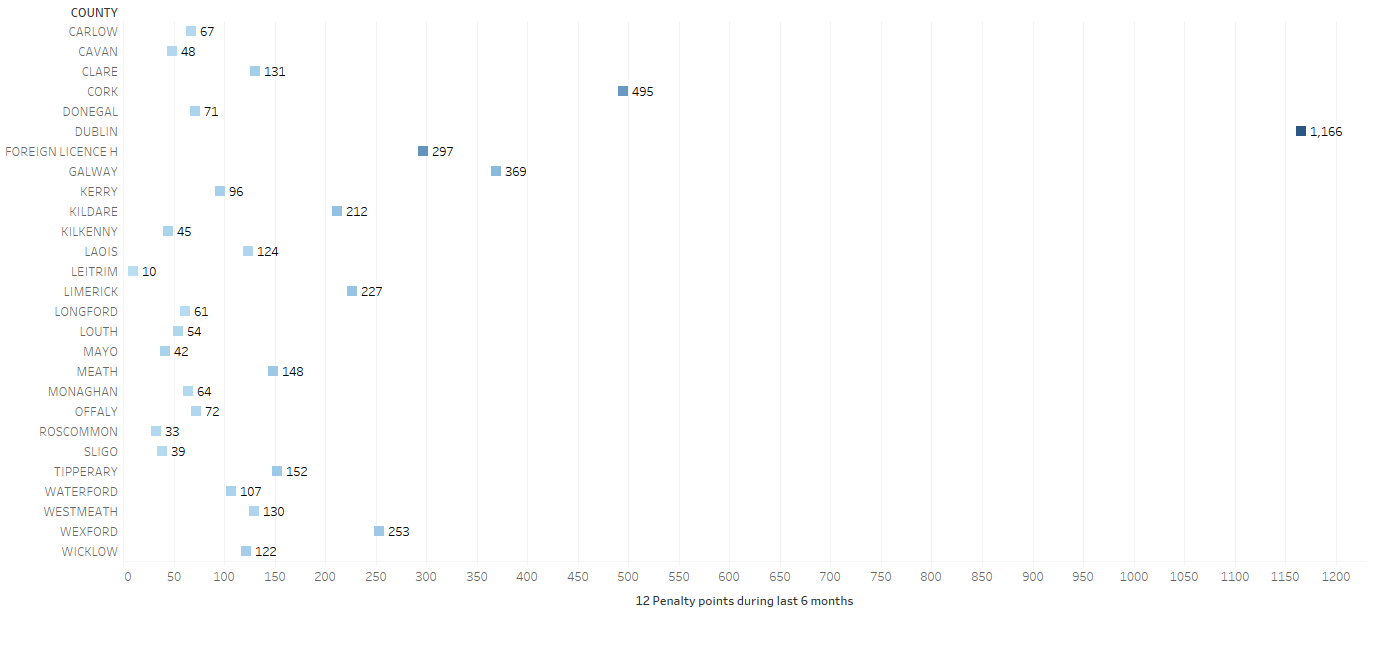 COUNTY
CARLOW 67
CAVAN 48
CLARE 131
CORK 495
DONEGAL 71
DUBLIN 1,166
FOREIGN LICENCE H 297
GALWAY 369
KERRY 96
KILDARE 212
KILKENNY 45
LAOIS 124
LEITRIM 10
LIMERICK 227
LONGFORD 61
LOUTH 54
MAYO 42
MEATH 148
MONAGHAN 64
OFFALY 72
ROSCOMMON 33
SLIGO 39
TIPPERARY 152
WATERFORD 107
WESTMEATH 130
WEXFORD 253
WICKLOW 122
0 50 100 150 200 250 300 350 400 450 500 550 600 650 700 750 800 850 900 950 1000 1050 1100 1150 1200
12 Penalty points during last 6 months